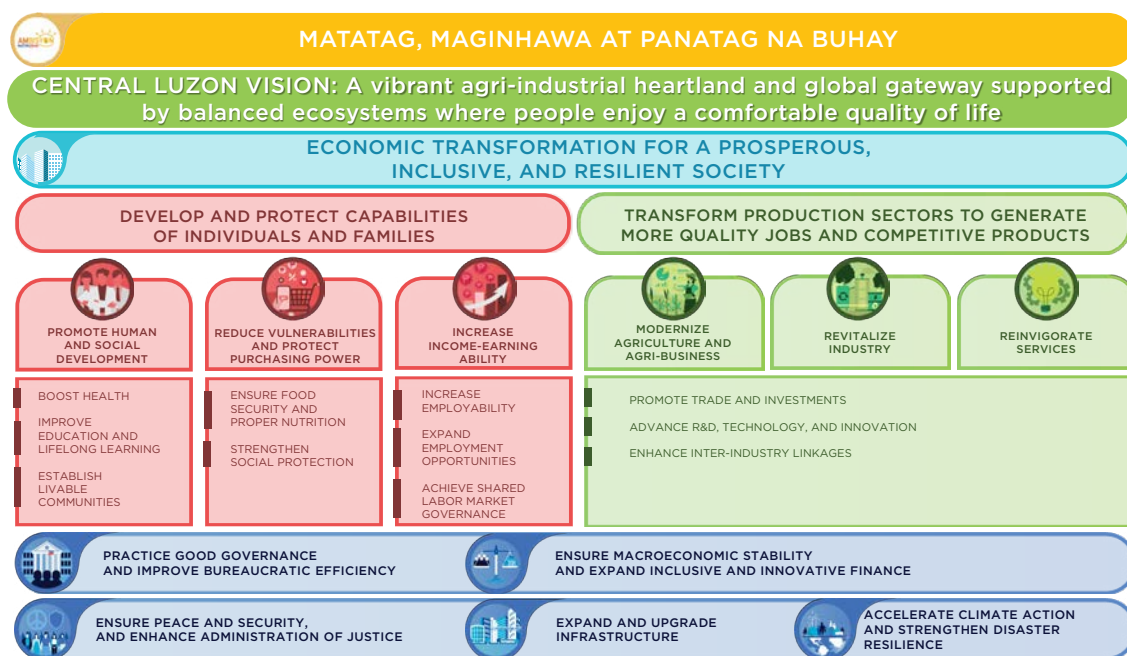 MATATAG, MAGINHAWA AT PANATAG NA BUHAY
CENTRAL LUZON VISION: A vibrant agri-industrial heartland and global gateway supported
by balanced ecosystems where people enjoy a comfortable quality of life
ECONOMIC TRANSFORMATION FOR A PROSPEROUS,
INCLUSIVE, AND RESILIENT SOCIETY
DEVELOP AND PROTECT CAPABILITIES
OF INDIVIDUALS AND FAMILIES
TRANSFORM PRODUCTION SECTORS TO GENERATE
MORE QUALITY JOBS AND COMPETITIVE PRODUCTS
PROMOTE HUMAN
AND SOCIAL
DEVELOPMENT
REDUCE VULNERABILITIES
AND PROTECT
PURCHASING POWER
INCREASE
INCOME-EARNING
ABILITY
MODERNIZE
AGRICULTURE AND
AGRI-BUSINESS
REVITALIZE
INDUSTRY
REINVIGORATE
SERVICES
BOOST HEALTH
IMPROVE
EDUCATION AND
LIFELONG LEARNING
ESTABLISH
LIVABLE
COMMUNITIES
ENSURE FOOD
SECURITY AND
PROPER NUTRITION
STRENGTHEN
SOCIAL PROTECTION
INCREASE
EMPLOYABILITY
EXPAND
EMPLOYMENT
OPPORTUNITIES
ACHIEVE SHARED
LABOR MARKET
GOVERNANCE
PROMOTE TRADE AND INVESTMENTS
ADVANCE R&D, TECHNOLOGY, AND INNOVATION
ENHANCE INTER-INDUSTRY LINKAGES
PRACTICE GOOD GOVERNANCE
AND IMPROVE BUREAUCRATIC EFFICIENCY
ENSURE MACROECONOMIC STABILITY
AND EXPAND INCLUSIVE AND INNOVATIVE FINANCE
ENSURE PEACE AND SECURITY,
AND ENHANCE ADMINISTRATION OF JUSTICE
EXPAND AND UPGRADE
INFRASTRUCTURE
ACCELERATE CLIMATE ACTION
AND STRENGTHEN DISASTER
RESILIENCE